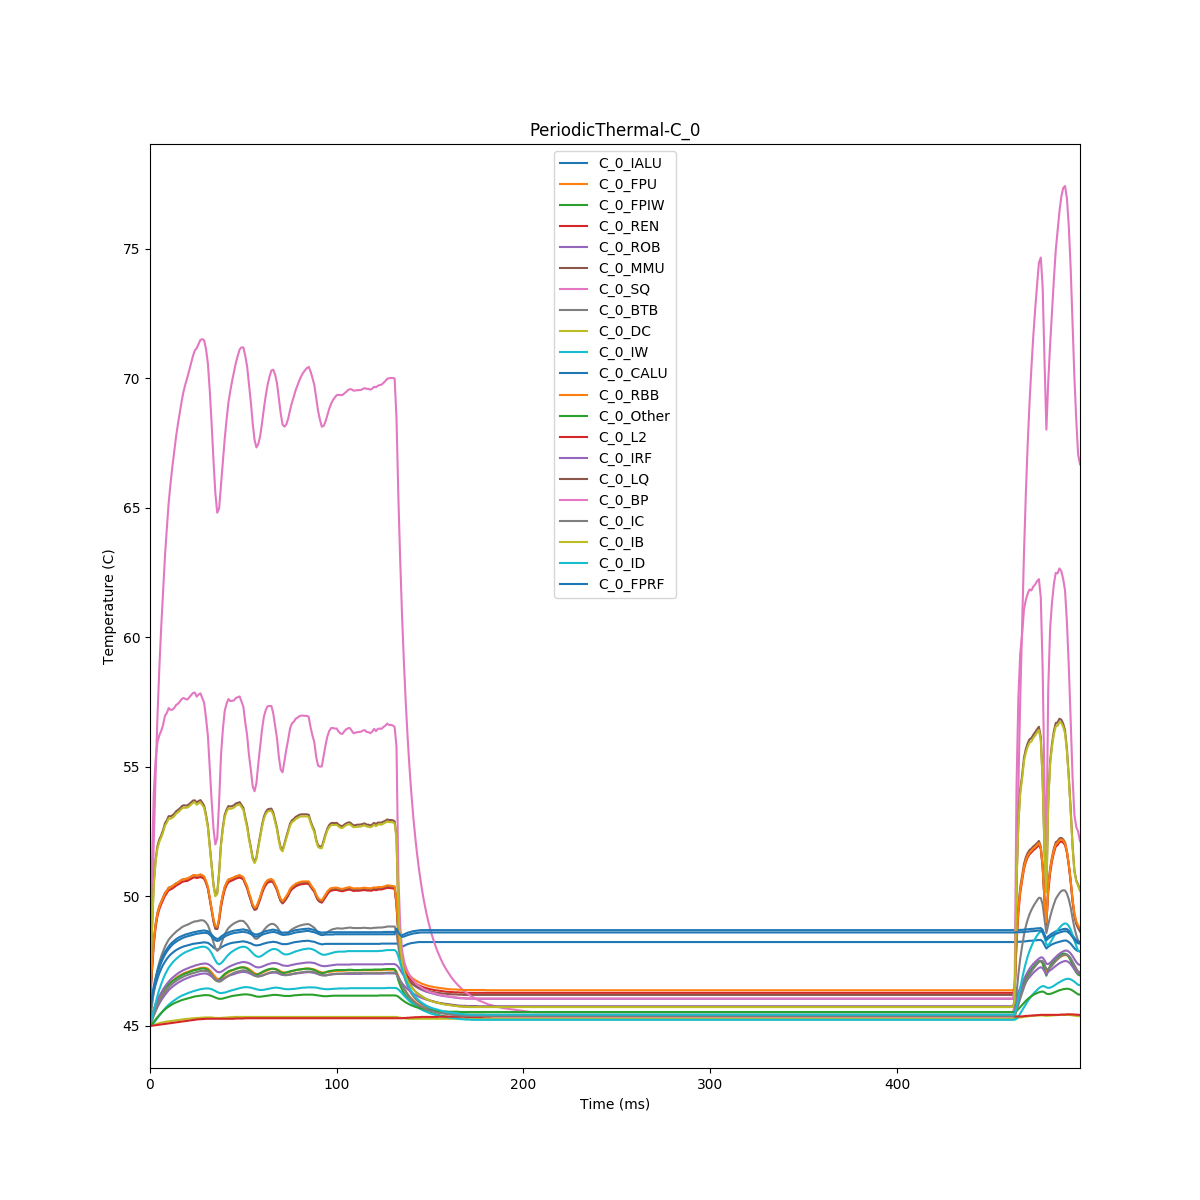 PeriodicThermal-C_0
C_0_IALU
C_0_FPU
C_0_FPIW
C_0_REN
C_0_ROB
C_0_MMU
C_0_SQ
C_0_BTB
C_0_DC
C_0_IW
C_0_CALU
C_0_RBB
C_0_Other
C_0_L2
C_0_IRF
C_0_LQ
C_0_BP
C_0_IC
C_0_IB
C_0_ID
C_0_FPRF
Temperature (C)
75
70
65
60
55
50
45
0 100 200 300 400
Time (ms)